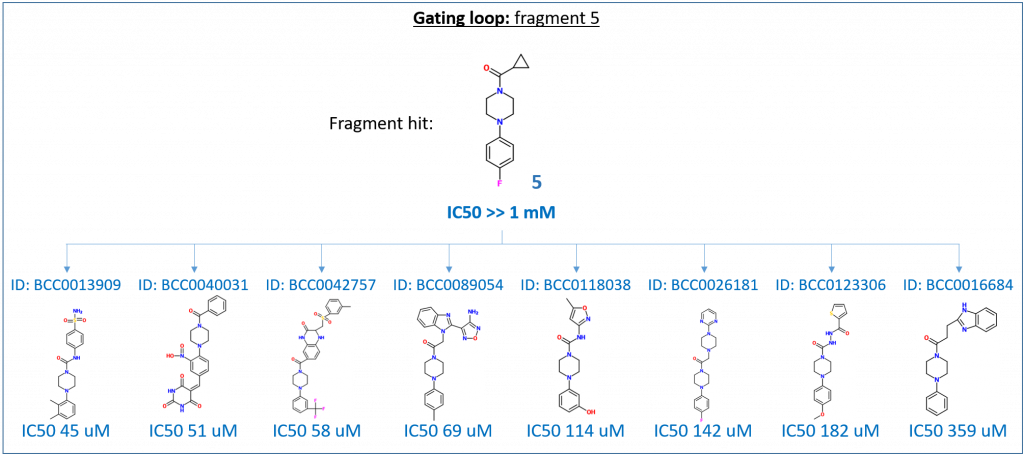 Gating loop: fragment 5
Fragment hit:
5
IC50 >> 1 mM
ID: BCC0013909 ID: BCC0040031 ID: BCC0042757 ID: BCC0089054 ID: BCC0118038 ID: BCC0026181 ID: BCC0123306 ID: BCC0016684
IC50 45 uM IC50 51 uM IC50 58 uM IC50 69 uM IC50 114 uM IC50 142 uM IC50 182 uM IC50 359 uM